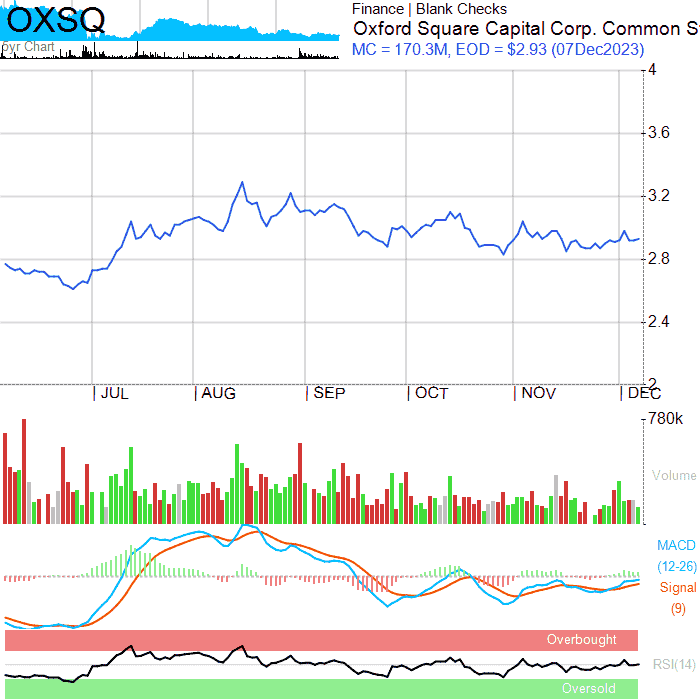 OXSQ
5yr Chart
Finance | Blank Checks
Oxford Square Capital Corp. Common S
MC = 170.3M, EOD = $2.93 (07Dec2023)
4
3.6
3.2
2.8
2.4
2
JUL AUG SEP OCT NOV DEC
780k
Volume
MACD
(12-26)
Signal
(9)
Overbought
RSI(14)
Oversold